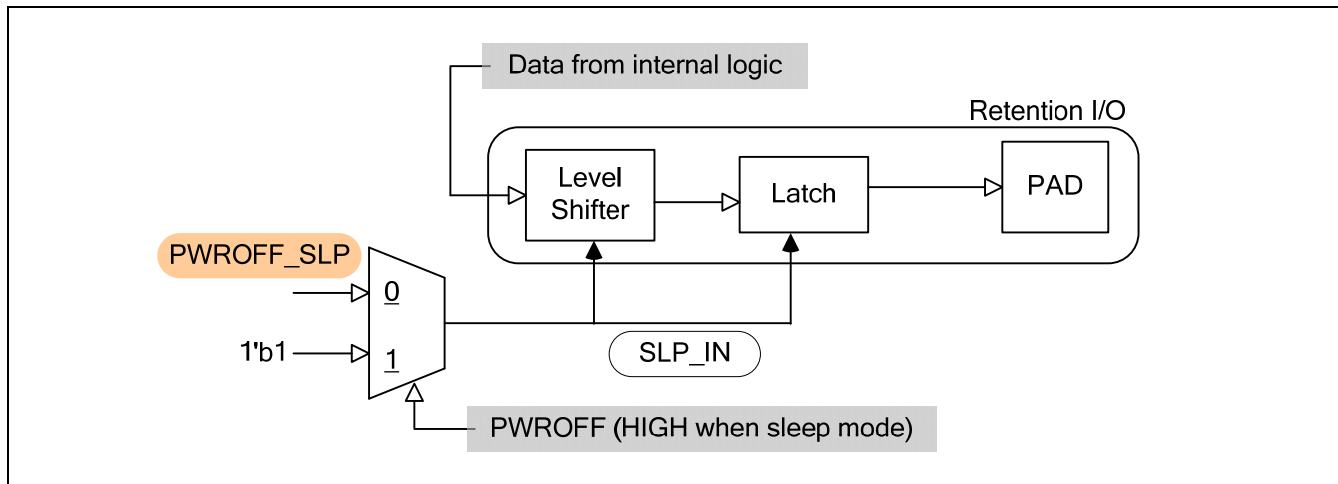 Data from internal logic
Retention I/O
Level
Shifter
Latch
PAD
PWROFF_SLP
0
1'b1
1
SLP_IN
PWROFF (HIGH when sleep mode)